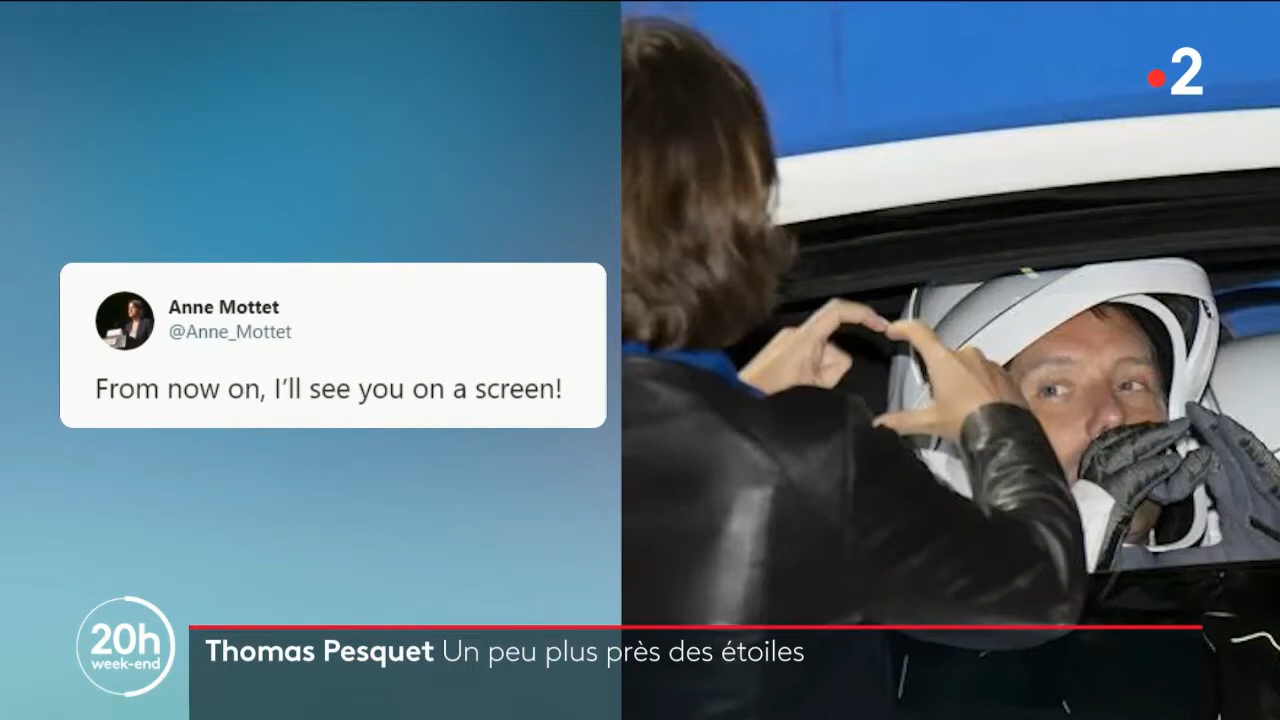 2
Anne Mottet
@Anne_Mottet
From now on, I'll see you on a screen!
20h
week-end
Thomas Pesquet Un peu plus près des étoiles